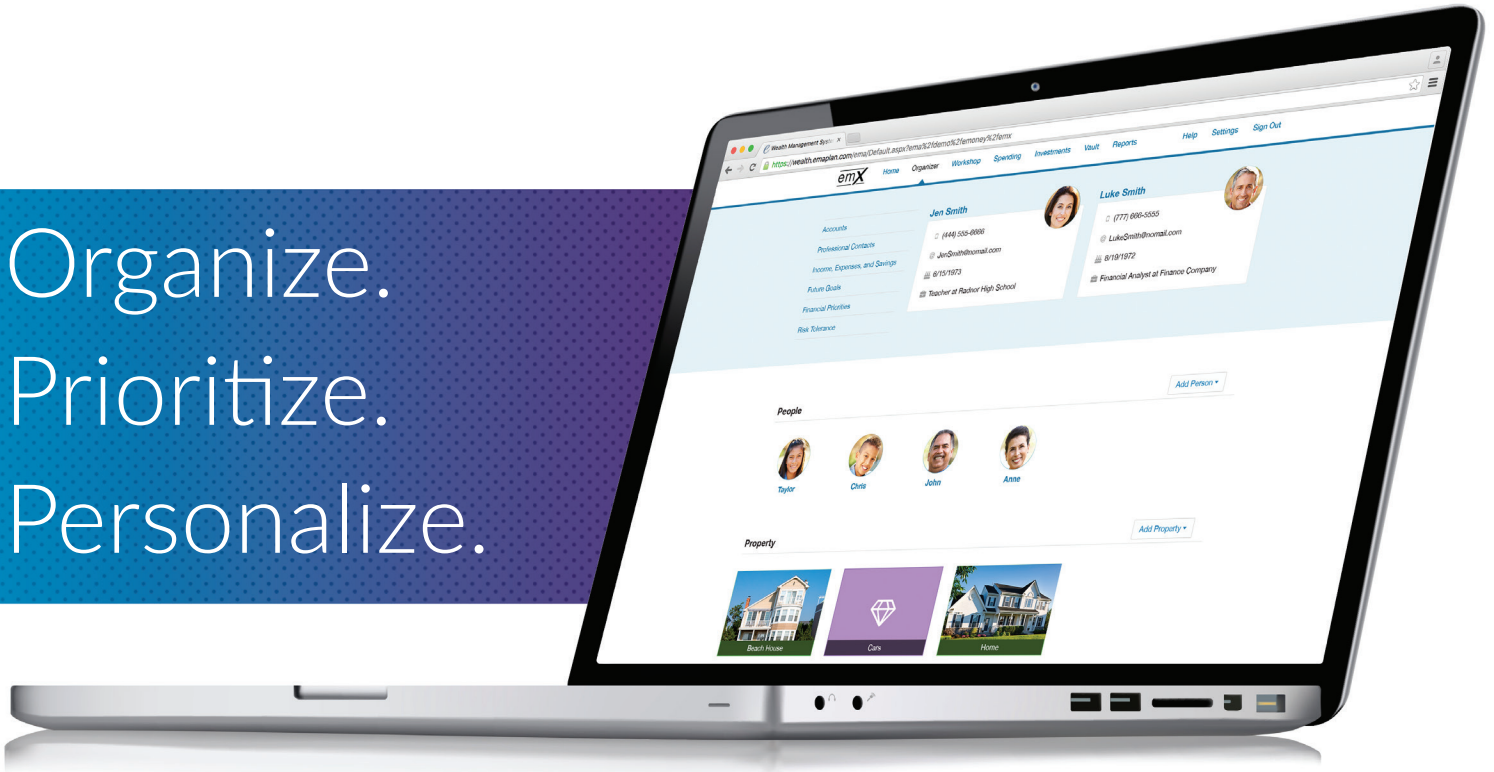 Organize.
Prioritize.
Personalize.
Wealth Management System
https://wealth.emaplan.com/ema/Default.aspx?ema%2fdemo%2femoney%2femx
emX
Home
Organizer
Workshop
Spending
Investments
Vault
Reports
Help
Settings
Sign Out
Accounts
Professional Contacts
Income, Expenses, and Savings
Future Goals
Financial Priorities
Risk Tolerance
Jen Smith
(444) 555-6666
JenSmith@nomail.com
6/15/1973
Teacher at Radnor High School
Luke Smith
(777) 666-5555
LukeSmith@nomail.com
8/19/1972
Financial Analyst at Finance Company
People
Add Person
Taylor
Chris
John
Anne
Property
Add Property
Beach House
Cars
Home